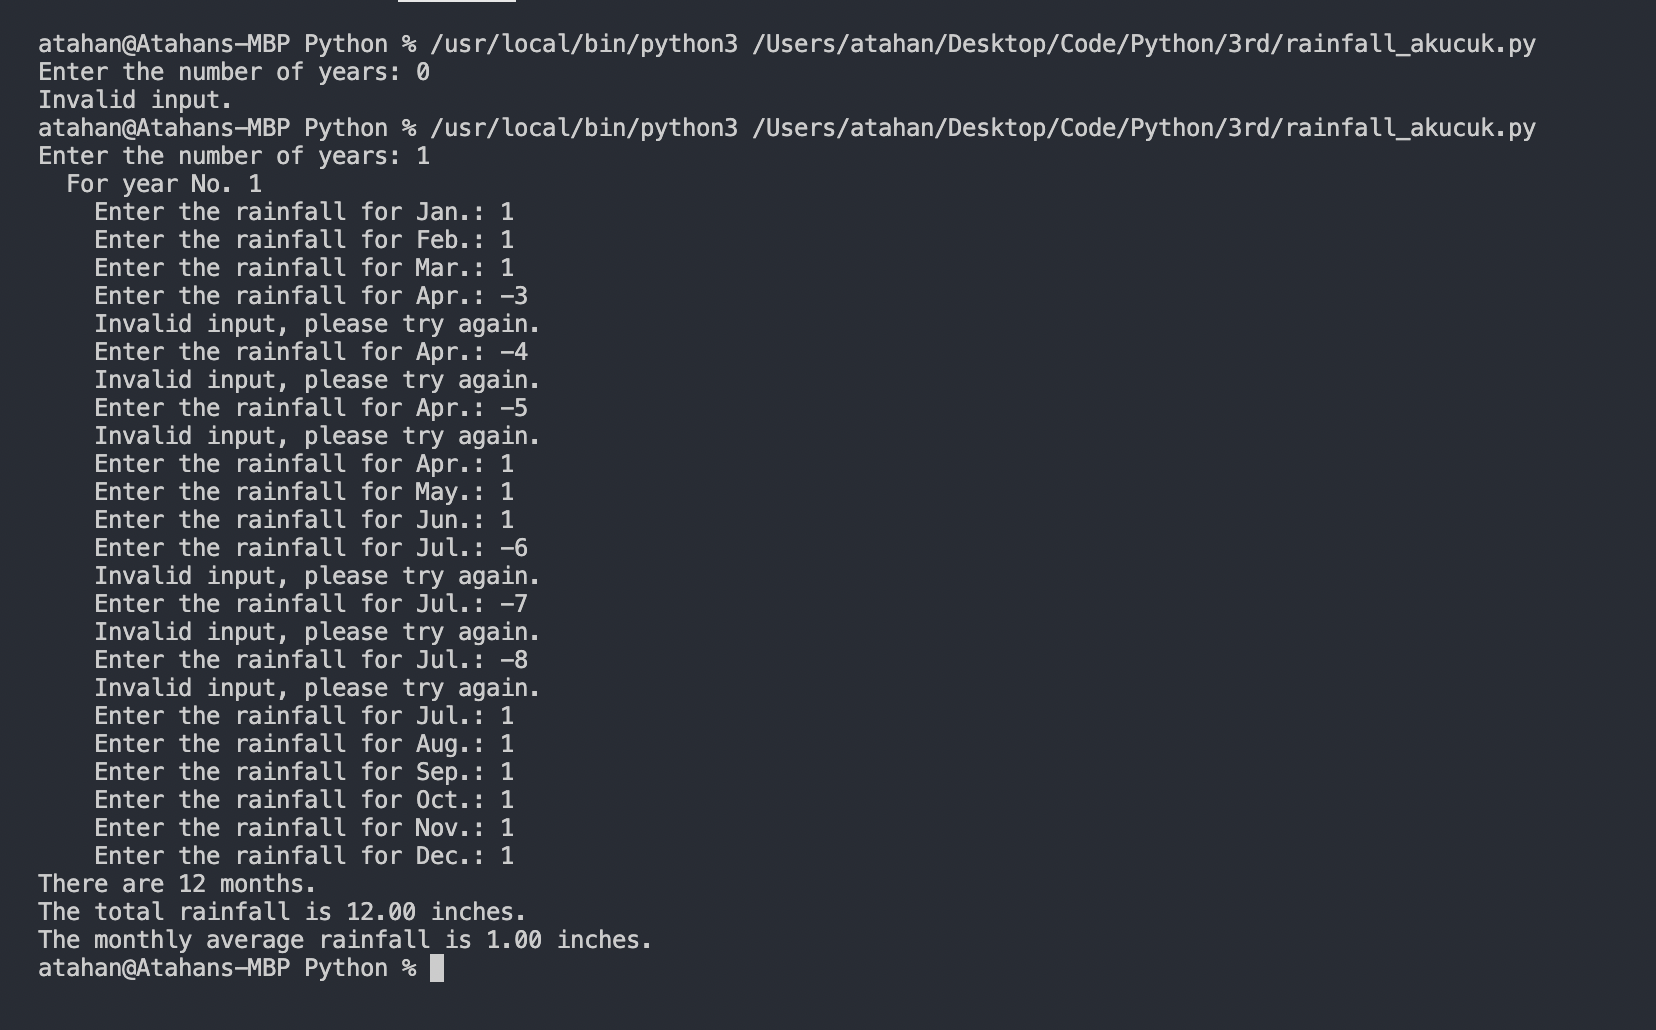 atahan@Atahans-MBP Python % /usr/local/bin/python3 /Users/atahan/Desktop/Code/Python/3rd/rainfall_akucuk.py
Enter the number of years: 0
Invalid input.
atahan@Atahans-MBP Python % /usr/local/bin/python3 /Users/atahan/Desktop/Code/Python/3rd/rainfall_akucuk.py
Enter the number of years: 1
  For year No. 1
    Enter the rainfall for Jan.: 1
    Enter the rainfall for Feb.: 1
    Enter the rainfall for Mar.: 1
    Enter the rainfall for Apr.: -3
    Invalid input, please try again.
    Enter the rainfall for Apr.: -4
    Invalid input, please try again.
    Enter the rainfall for Apr.: -5
    Invalid input, please try again.
    Enter the rainfall for Apr.: 1
    Enter the rainfall for May.: 1
    Enter the rainfall for Jun.: 1
    Enter the rainfall for Jul.: -6
    Invalid input, please try again.
    Enter the rainfall for Jul.: -7
    Invalid input, please try again.
    Enter the rainfall for Jul.: -8
    Invalid input, please try again.
    Enter the rainfall for Jul.: 1
    Enter the rainfall for Aug.: 1
    Enter the rainfall for Sep.: 1
    Enter the rainfall for Oct.: 1
    Enter the rainfall for Nov.: 1
    Enter the rainfall for Dec.: 1
There are 12 months.
The total rainfall is 12.00 inches.
The monthly average rainfall is 1.00 inches.
atahan@Atahans-MBP Python %